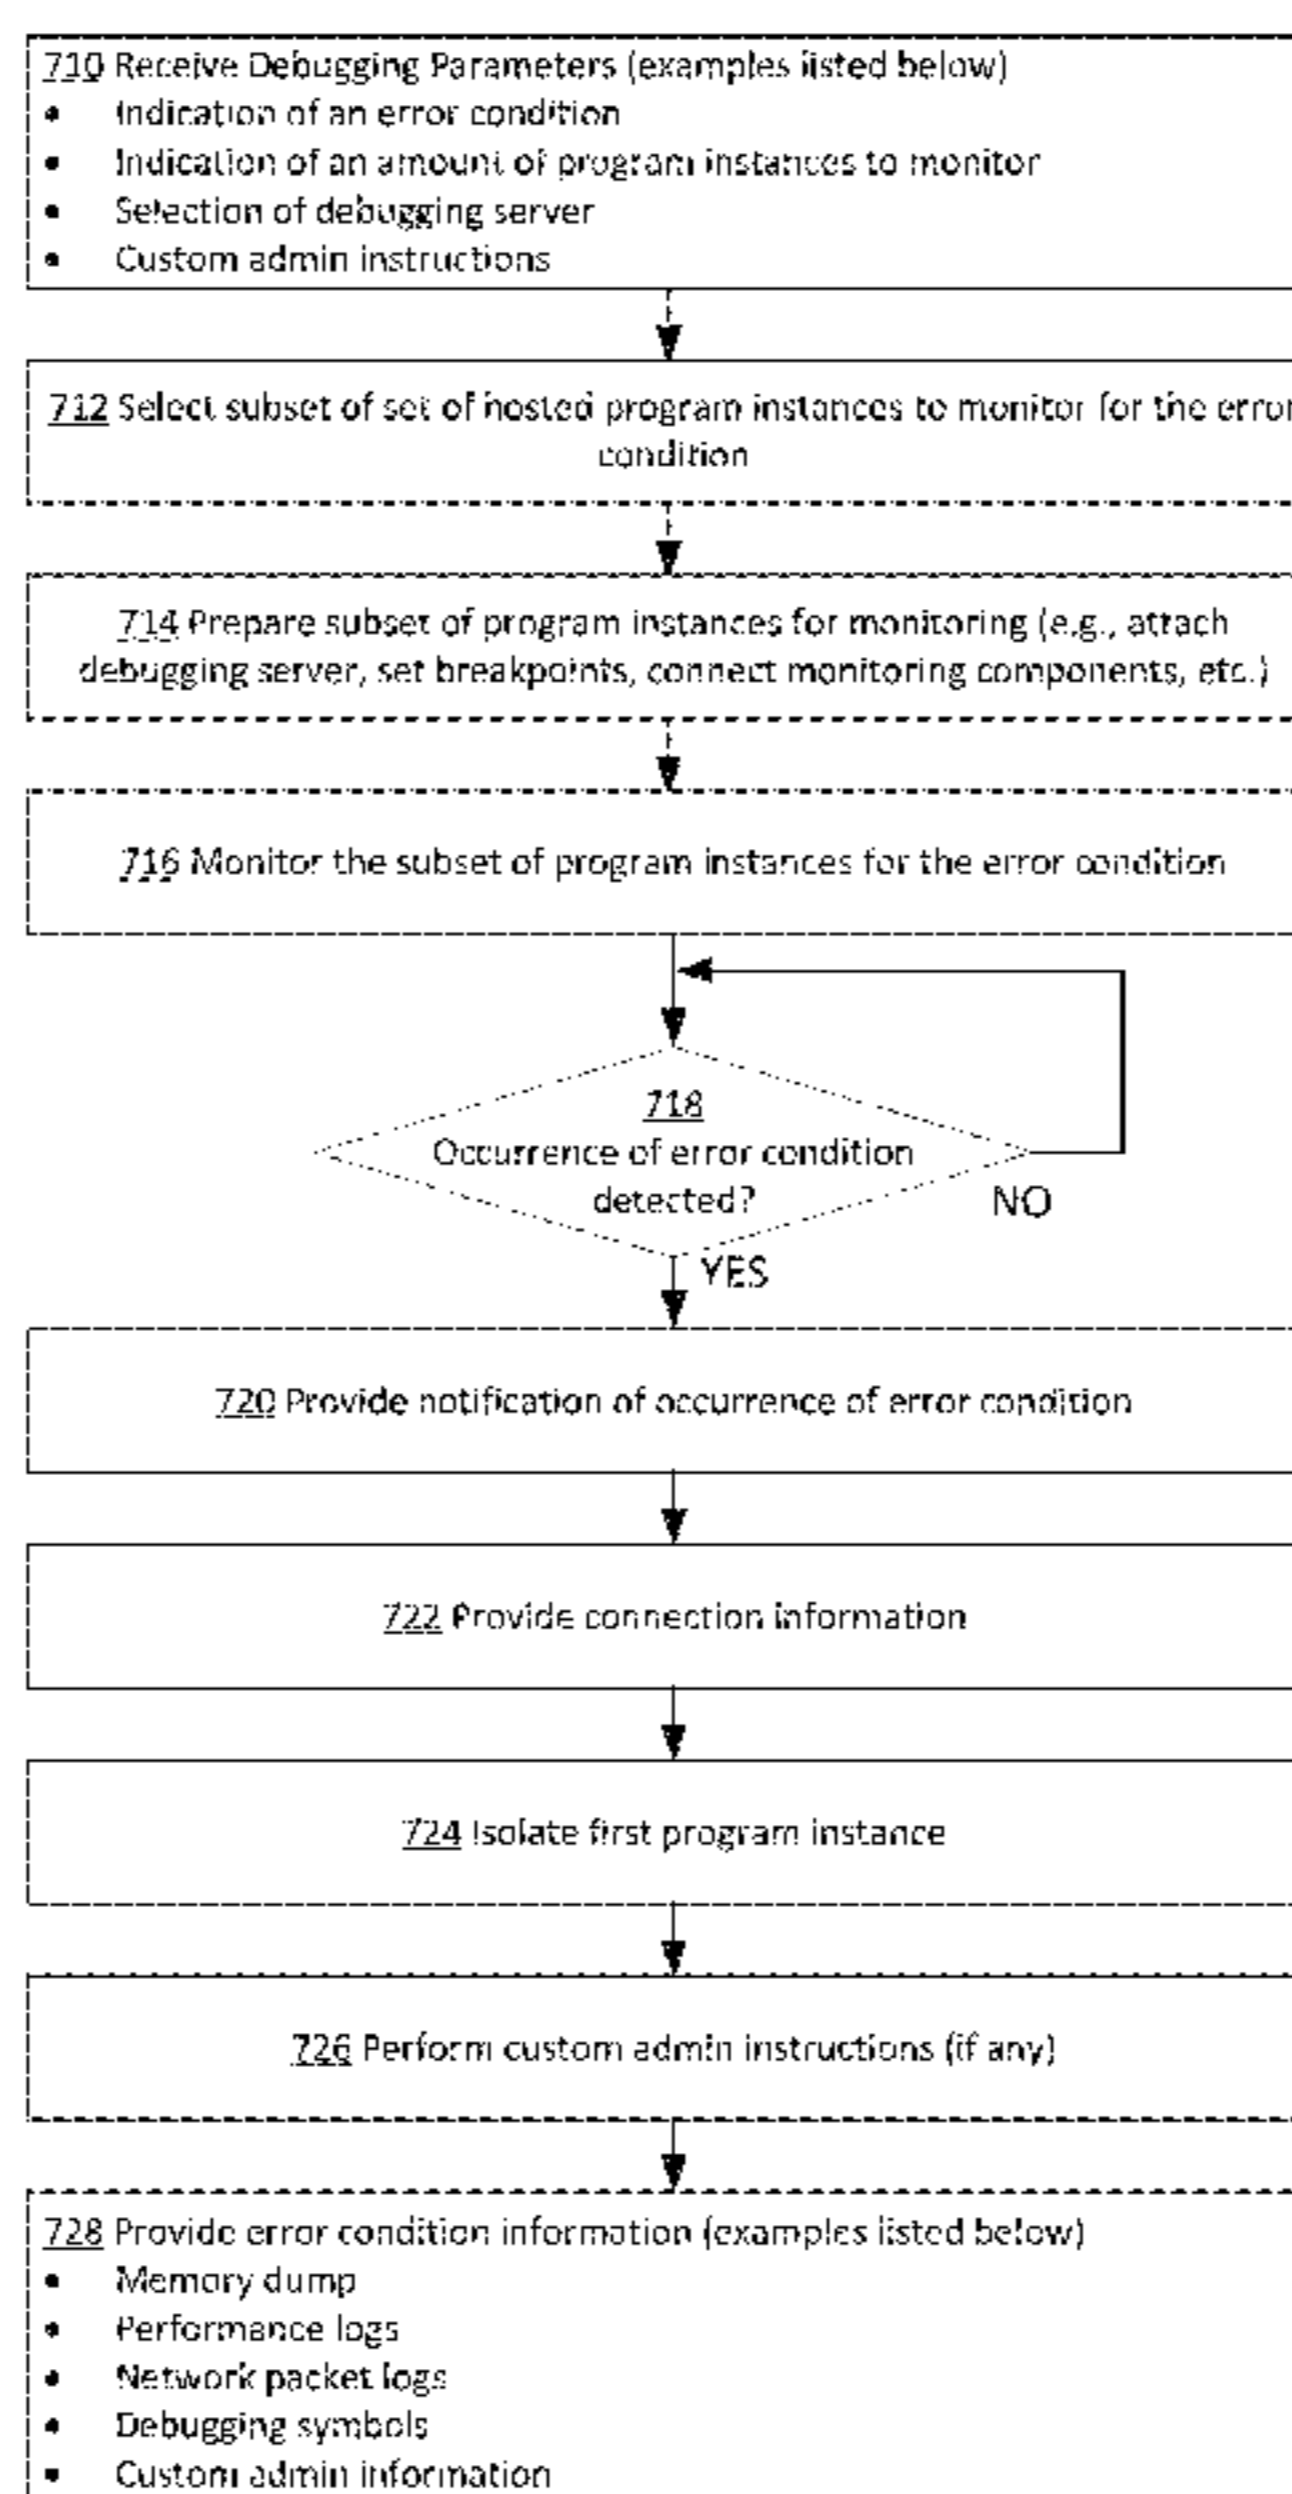 710 Receive Debugging Parameters (examples listed below)
• Indication of an error condition
• Indication of an amount of program instances to monitor
• Selection of debugging server
• Custom admin instructions
712 Select subset of set of hosted program instances to monitor for the error
condition
714 Prepare subset of program instances for monitoring (e.g., attach
debugging server, set breakpoints, connect monitoring components, etc.)
716 Monitor the subset of program instances for the error condition
718
Occurrence of error condition
detected?
NO
YES
720 Provide notification of occurrence of error condition
722 Provide connection information
724 Isolate first program instance
726 Perform custom admin instructions (if any)
728 Provide error condition information (examples listed below)
• Memory dump
• Performance logs
• Network packet logs
• Debugging symbols
• Custom admin information